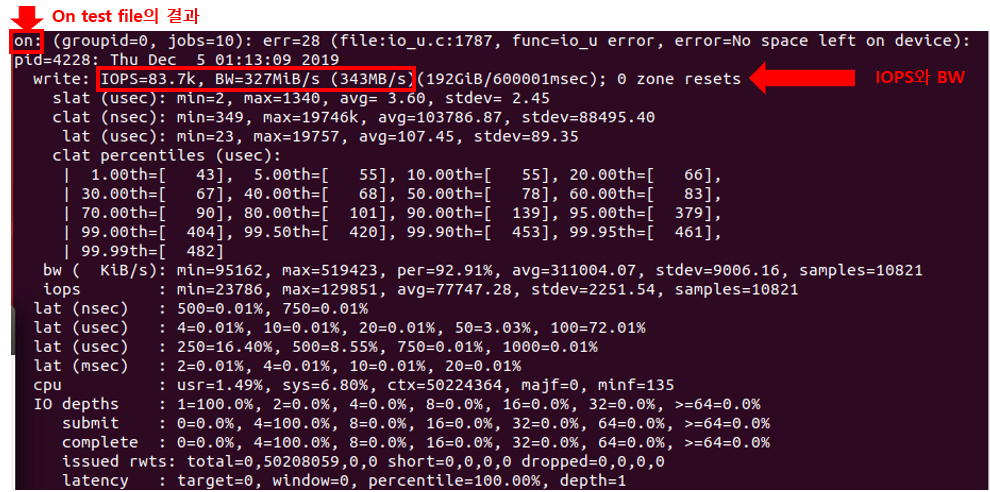 On test file의 결과
on: (groupid=0, jobs=10): err=28 (file:io_u.c:1787, func=io_u error, error=No space left on device):
pid=4228: Thu Dec  5 01:13:09 2019
  write: IOPS=83.7k, BW=327MiB/s (343MB/s)(192GiB/600001msec); 0 zone resets
IOPS와 BW
    slat (usec): min=2, max=1340, avg= 3.60, stdev= 2.45
    clat (nsec): min=349, max=19746k, avg=103786.87, stdev=88495.40
     lat (usec): min=23, max=19757, avg=107.45, stdev=89.35
    clat percentiles (usec):
     |  1.00th=[   43],  5.00th=[   55], 10.00th=[   55], 20.00th=[   66],
     | 30.00th=[   67], 40.00th=[   68], 50.00th=[   78], 60.00th=[   83],
     | 70.00th=[   90], 80.00th=[  101], 90.00th=[  139], 95.00th=[  379],
     | 99.00th=[  404], 99.50th=[  420], 99.90th=[  453], 99.95th=[  461],
     | 99.99th=[  482]
   bw (  KiB/s): min=95162, max=519423, per=92.91%, avg=311004.07, stdev=9006.16, samples=10821
   iops        : min=23786, max=129851, avg=77747.28, stdev=2251.54, samples=10821
  lat (nsec)   : 500=0.01%, 750=0.01%
  lat (usec)   : 4=0.01%, 10=0.01%, 20=0.01%, 50=3.03%, 100=72.01%
  lat (usec)   : 250=16.40%, 500=8.55%, 750=0.01%, 1000=0.01%
  lat (msec)   : 2=0.01%, 4=0.01%, 10=0.01%, 20=0.01%
  cpu          : usr=1.49%, sys=6.80%, ctx=50224364, majf=0, minf=135
  IO depths    : 1=100.0%, 2=0.0%, 4=0.0%, 8=0.0%, 16=0.0%, 32=0.0%, >=64=0.0%
     submit    : 0=0.0%, 4=100.0%, 8=0.0%, 16=0.0%, 32=0.0%, 64=0.0%, >=64=0.0%
     complete  : 0=0.0%, 4=100.0%, 8=0.0%, 16=0.0%, 32=0.0%, 64=0.0%, >=64=0.0%
     issued rwts: total=0,50208059,0,0 short=0,0,0,0 dropped=0,0,0,0
     latency   : target=0, window=0, percentile=100.00%, depth=1